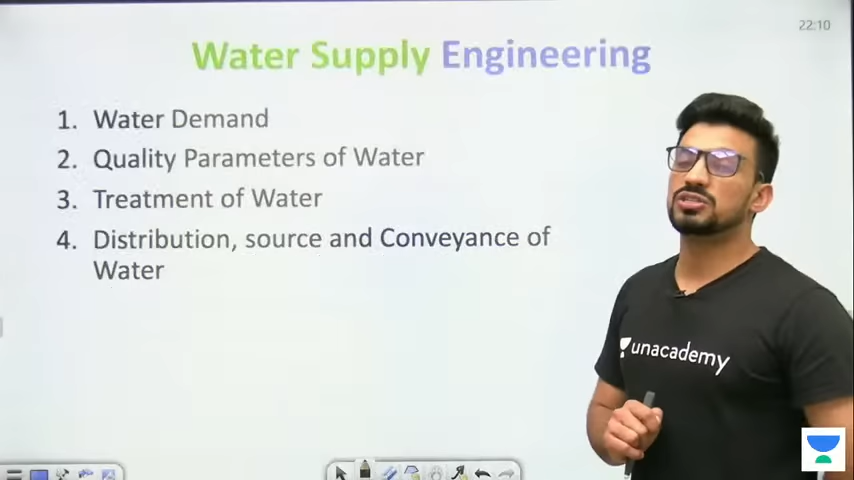 22:10
Water Supply Engineering
1. Water Demand
2. Quality Parameters of Water
3. Treatment of Water
4. Distribution, source and Conveyance of
Water
unacademy